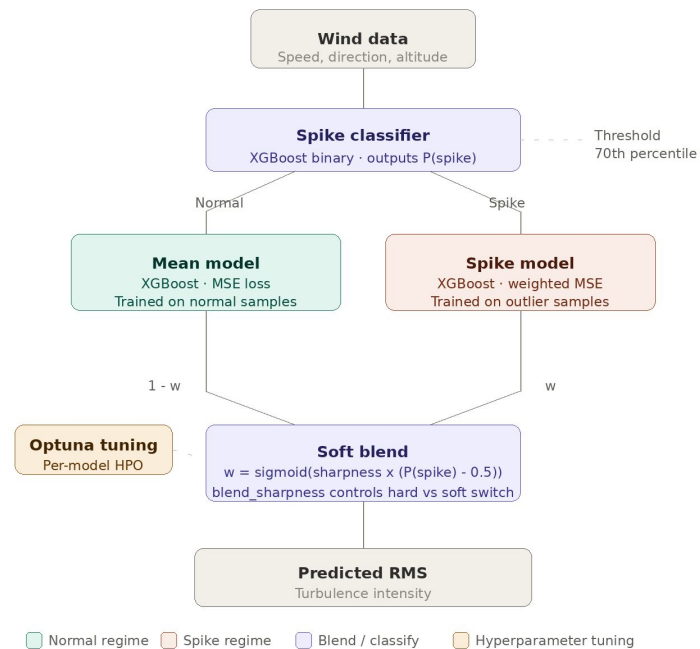 Wind data
Speed, direction, altitude
Spike classifier
XGBoost binary · outputs P(spike)
Threshold
70th percentile
Normal
Spike
Mean model
XGBoost · MSE loss
Trained on normal samples
Spike model
XGBoost · weighted MSE
Trained on outlier samples
1 - w
w
Optuna tuning
Per-model HPO
Soft blend
w = sigmoid(sharpness x (P(spike) - 0.5))
blend_sharpness controls hard vs soft switch
Predicted RMS
Turbulence intensity
Normal regime
Spike regime
Blend / classify
Hyperparameter tuning